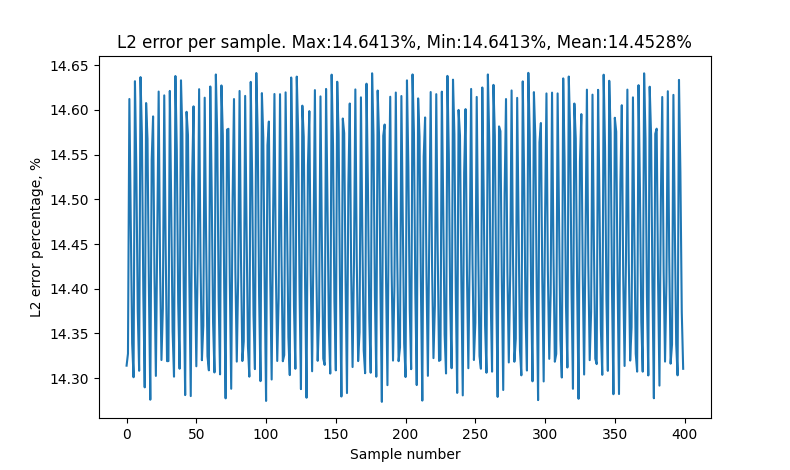 L2 error per sample. Max:14.6413%, Min:14.6413%, Mean:14.4528%
14.65
14.60
14.55
14.50
14.45
14.40
14.35
14.30
L2 error percentage, %
0 50 100 150 200 250 300 350 400
Sample number